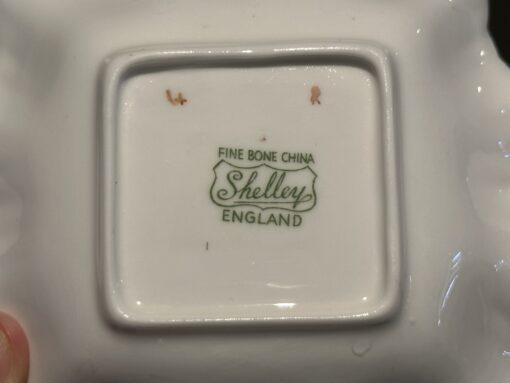 R
FINE BONE CHINA
Shelley
ENGLAND